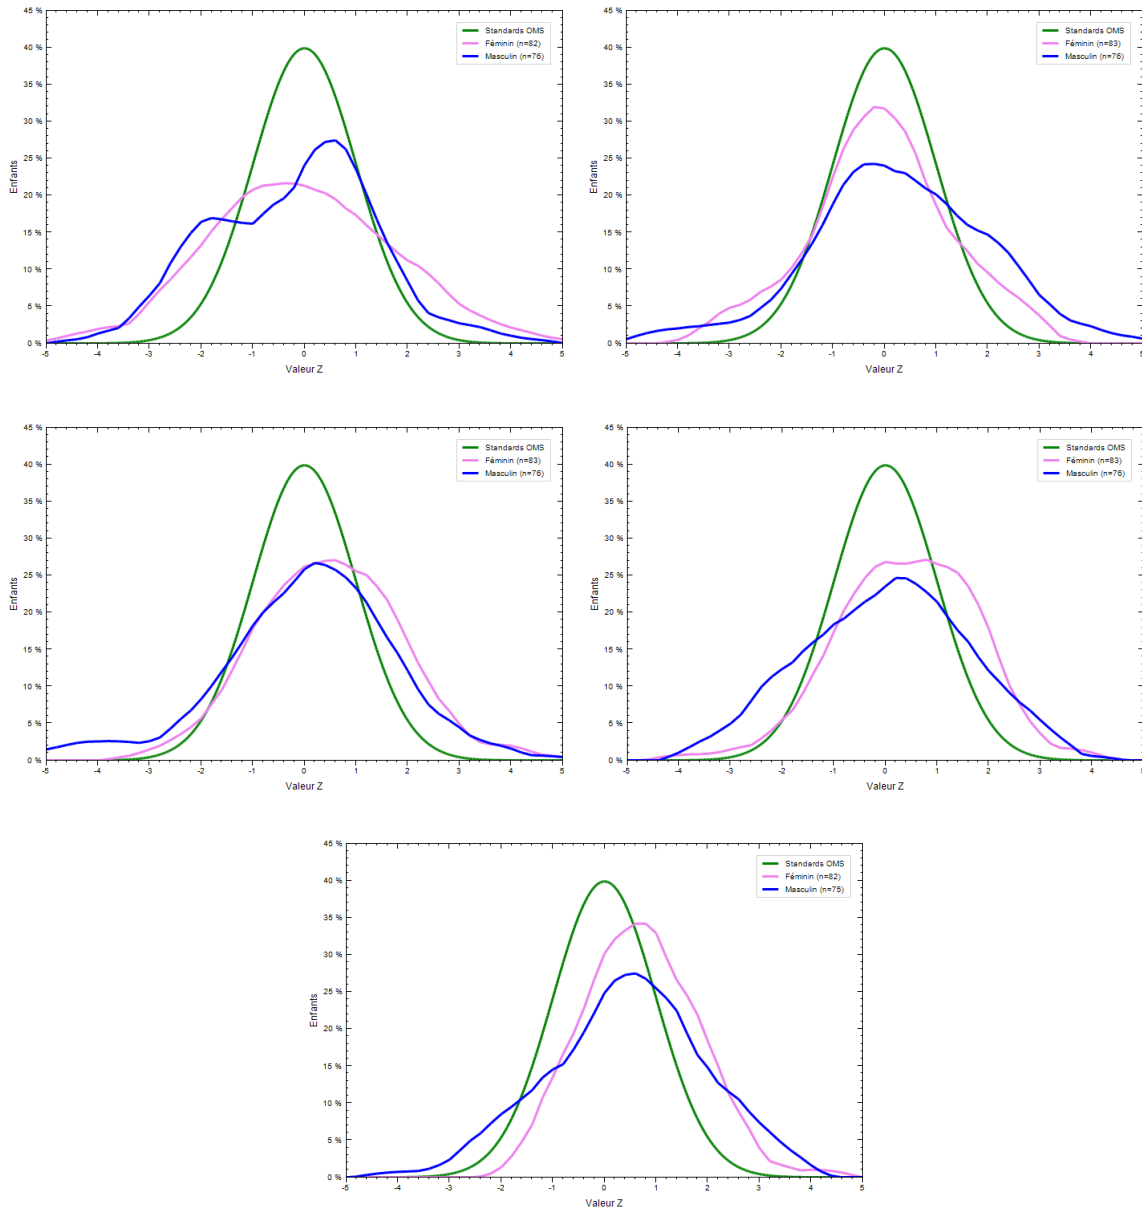 45 %
40 %
35 %
30 %
25 %
20 %
15 %
10 %
5 %
0 %
Enfants
Standards OMS
Féminin (n=82)
Masculin (n=76)
-5 -4 -3 -2 -1 0 1 2 3 4 5
Valeur Z
45 %
40 %
35 %
30 %
25 %
20 %
15 %
10 %
5 %
0 %
Enfants
Standards OMS
Féminin (n=83)
Masculin (n=76)
-5 -4 -3 -2 -1 0 1 2 3 4 5
Valeur Z
45 %
40 %
35 %
30 %
25 %
20 %
15 %
10 %
5 %
0 %
Enfants
Standards OMS
Féminin (n=83)
Masculin (n=76)
-5 -4 -3 -2 -1 0 1 2 3 4 5
Valeur Z
45 %
40 %
35 %
30 %
25 %
20 %
15 %
10 %
5 %
0 %
Enfants
Standards OMS
Féminin (n=83)
Masculin (n=76)
-5 -4 -3 -2 -1 0 1 2 3 4 5
Valeur Z
45 %
40 %
35 %
30 %
25 %
20 %
15 %
10 %
5 %
0 %
Enfants
Standards OMS
Féminin (n=82)
Masculin (n=75)
-5 -4 -3 -2 -1 0 1 2 3 4 5
Valeur Z